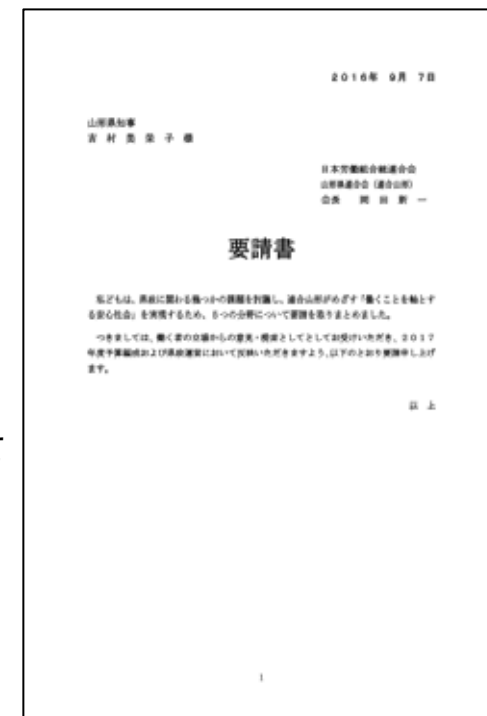 2016年 9月 7日
山形県知事
吉 村 美 栄 子 様
日本労働組合総連合会
山形県連合会（連合山形）
会長 岡 田 新 一
要請書
私どもは、県政に関わる幾つかの課題を討議し、連合山形がめざす「働くことを軸とす
る安心社会」を実現するため、5つの分野について要請を取りまとめました。
つきましては、働く者の立場からの意見・提言としてとしてお受けいただき、2017
年度予算編成および県政運営において反映いただきますよう、以下のとおり要請申し上げ
ます。
以 上
1